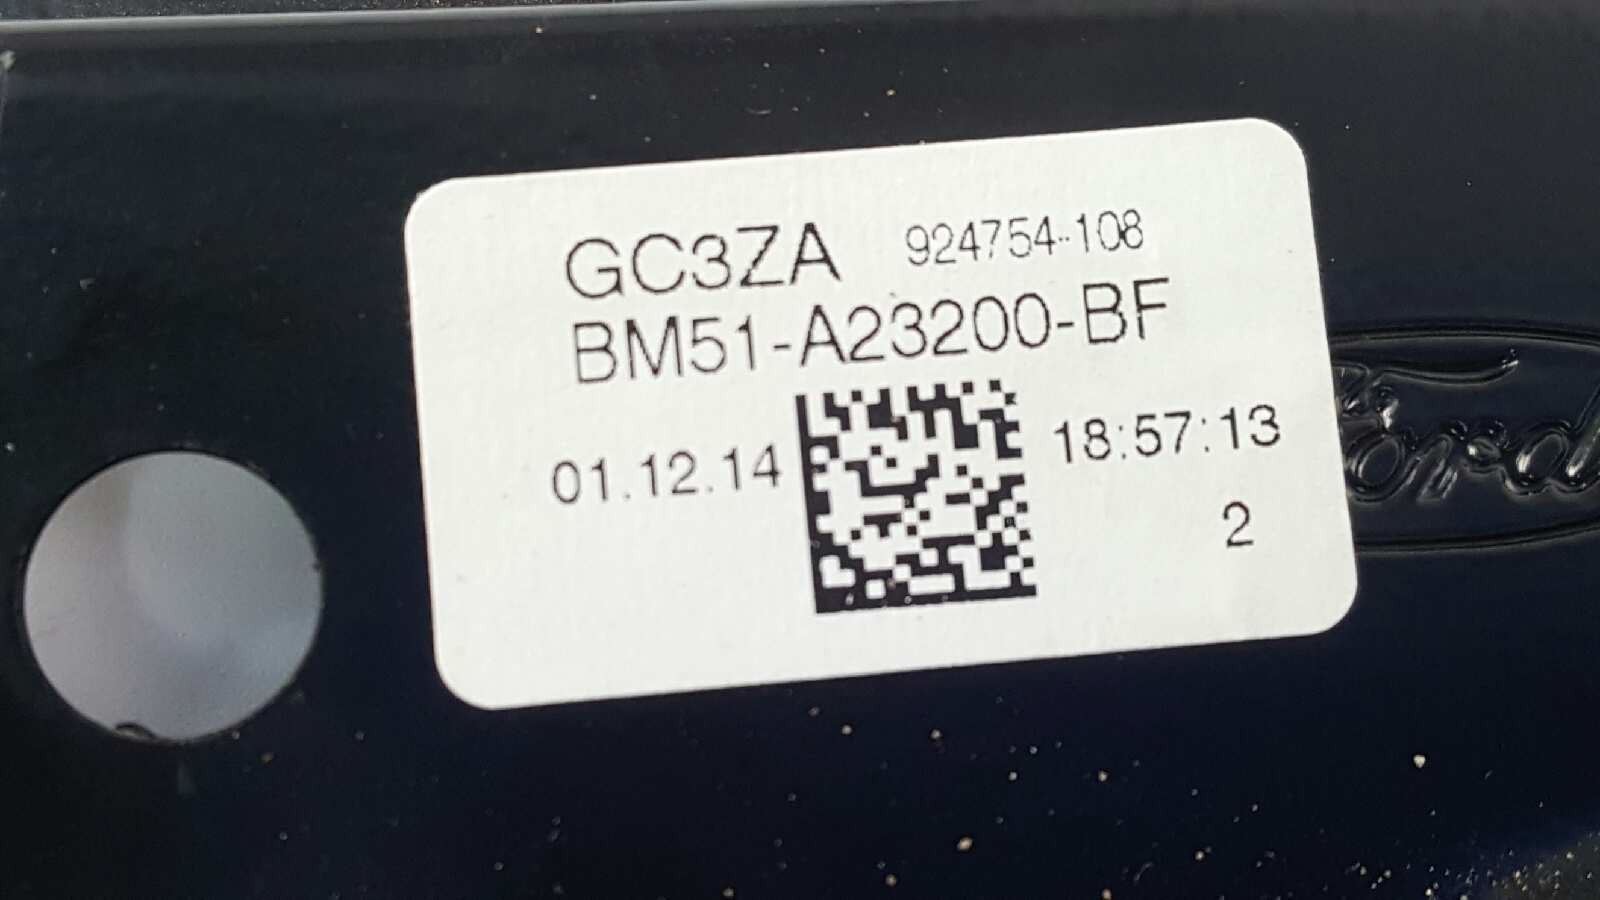 GC3ZA 924754-108
BM51-A23200-BF
01.12.14 18:57:13
2
Ford